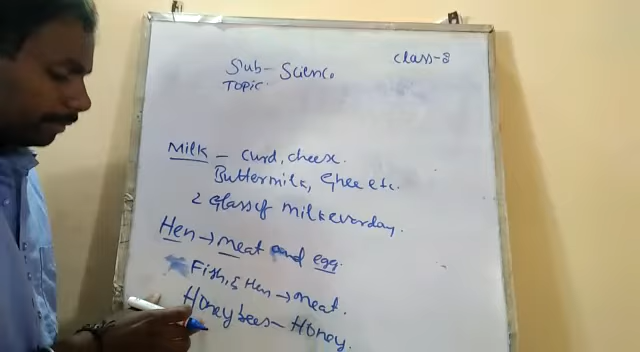 Sub- Science
class-8
TOPIC.
Milk - Curd, cheese.
Buttermilk, Ghee etc.
2 Glass of milk everday.
Hen → meat and egg.
Fish, & Hen → meat.
Honey bees - Honey.